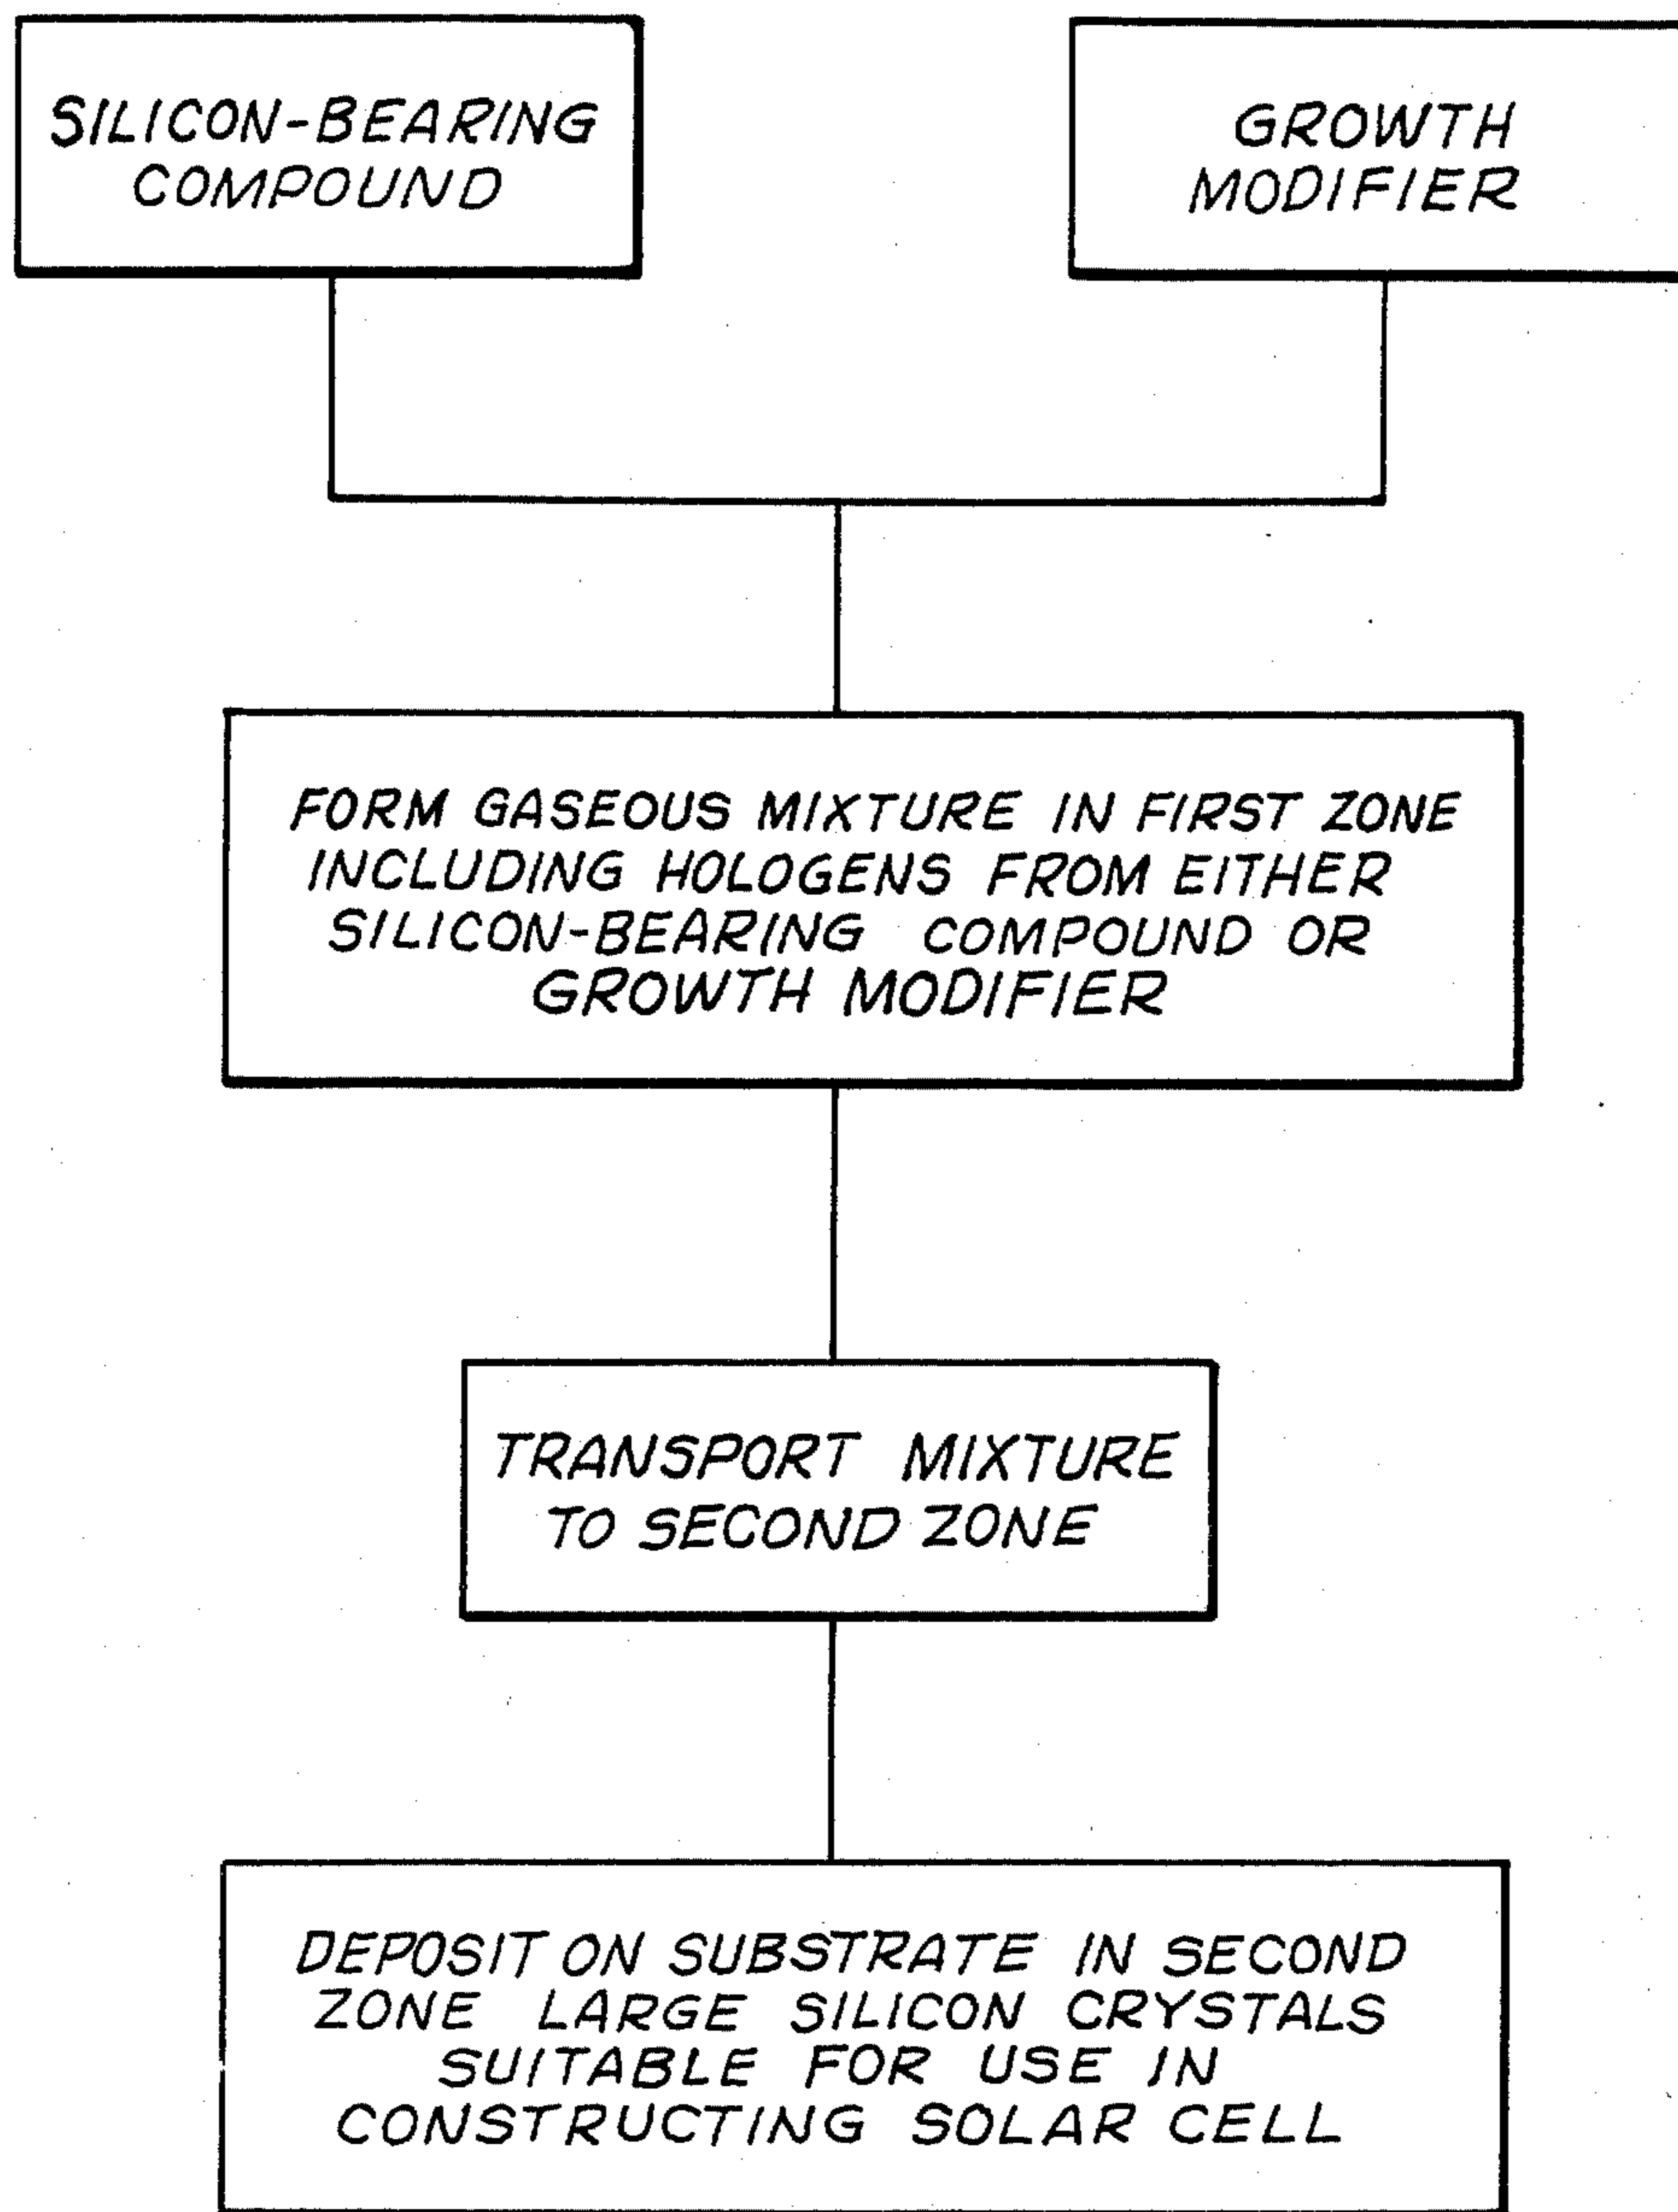 SILICON-BEARING
COMPOUND
GROWTH
MODIFIER
FORM GASEOUS MIXTURE IN FIRST ZONE
INCLUDING HOLOGENS FROM EITHER
SILICON-BEARING COMPOUND OR
GROWTH MODIFIER
TRANSPORT MIXTURE
TO SECOND ZONE
DEPOSIT ON SUBSTRATE IN SECOND
ZONE LARGE SILICON CRYSTALS
SUITABLE FOR USE IN
CONSTRUCTING SOLAR CELL